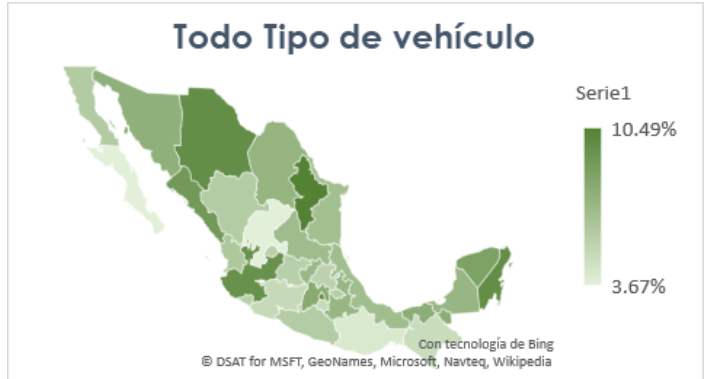 Todo Tipo de vehículo
Serie1
10.49%
3.67%
Con tecnología de Bing
© DSAT for MSFT, GeoNames, Microsoft, Navteq, Wikipedia